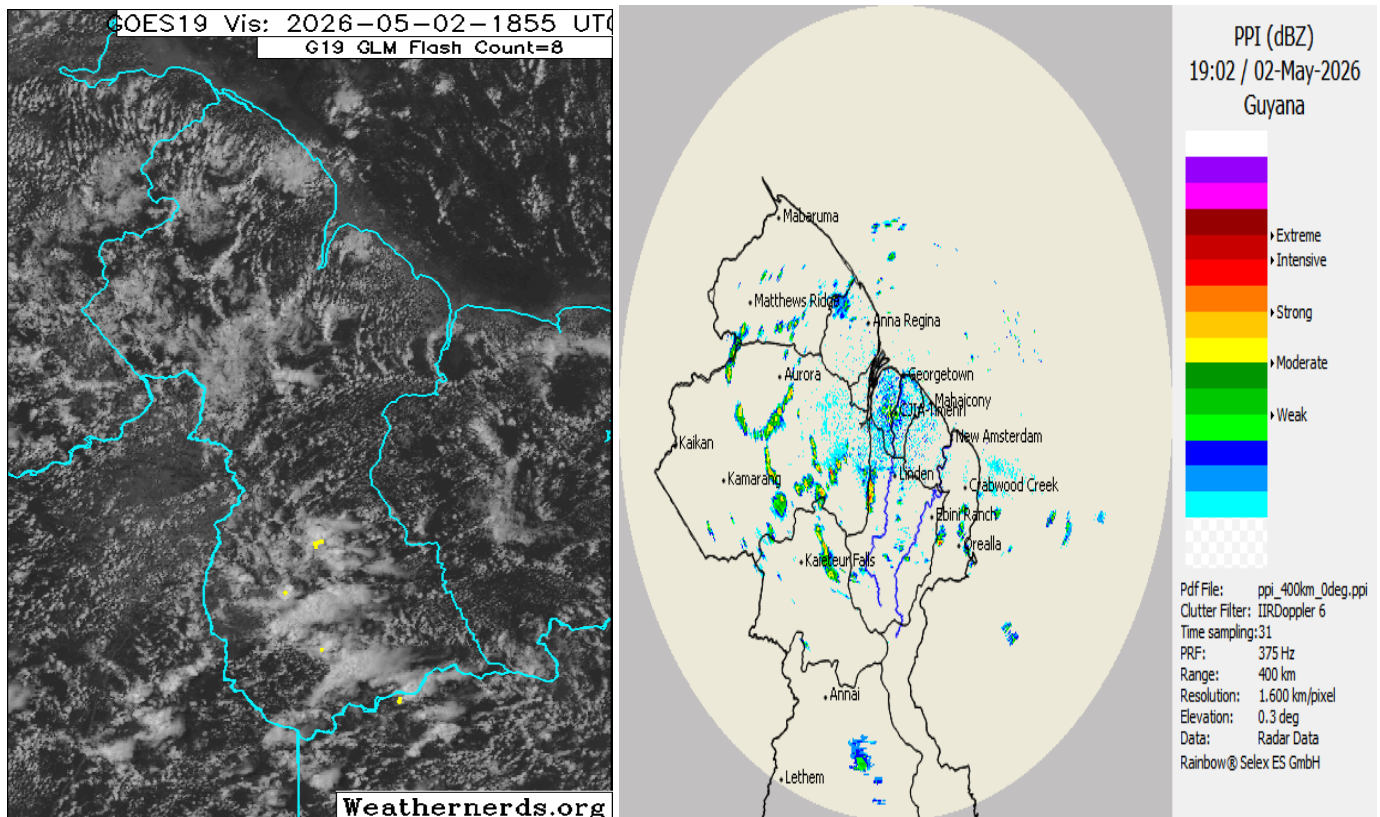 GOES19 Vis: 2026-05-02-1855 UTC
G19 GLM Flash Count=8
Weathernerds.org
Mabaruma
Matthews Ridge
Anna Regina
Aurora
Georgetown
Mahaicony
CJIA-Timehri
Kaikan
New Amsterdam
Kamarang
Linden
Crabwood Creek
Ebini Ranch
Orealla
Kaieteur Falls
Annai
Lethem
PPI (dBZ)
19:02 / 02-May-2026
Guyana
Extreme
Intensive
Strong
Moderate
Weak
Pdf File: ppi_400km_0deg.ppi
Clutter Filter: IIRDoppler 6
Time sampling:31
PRF: 375 Hz
Range: 400 km
Resolution: 1.600 km/pixel
Elevation: 0.3 deg
Data: Radar Data
Rainbow® Selex ES GmbH